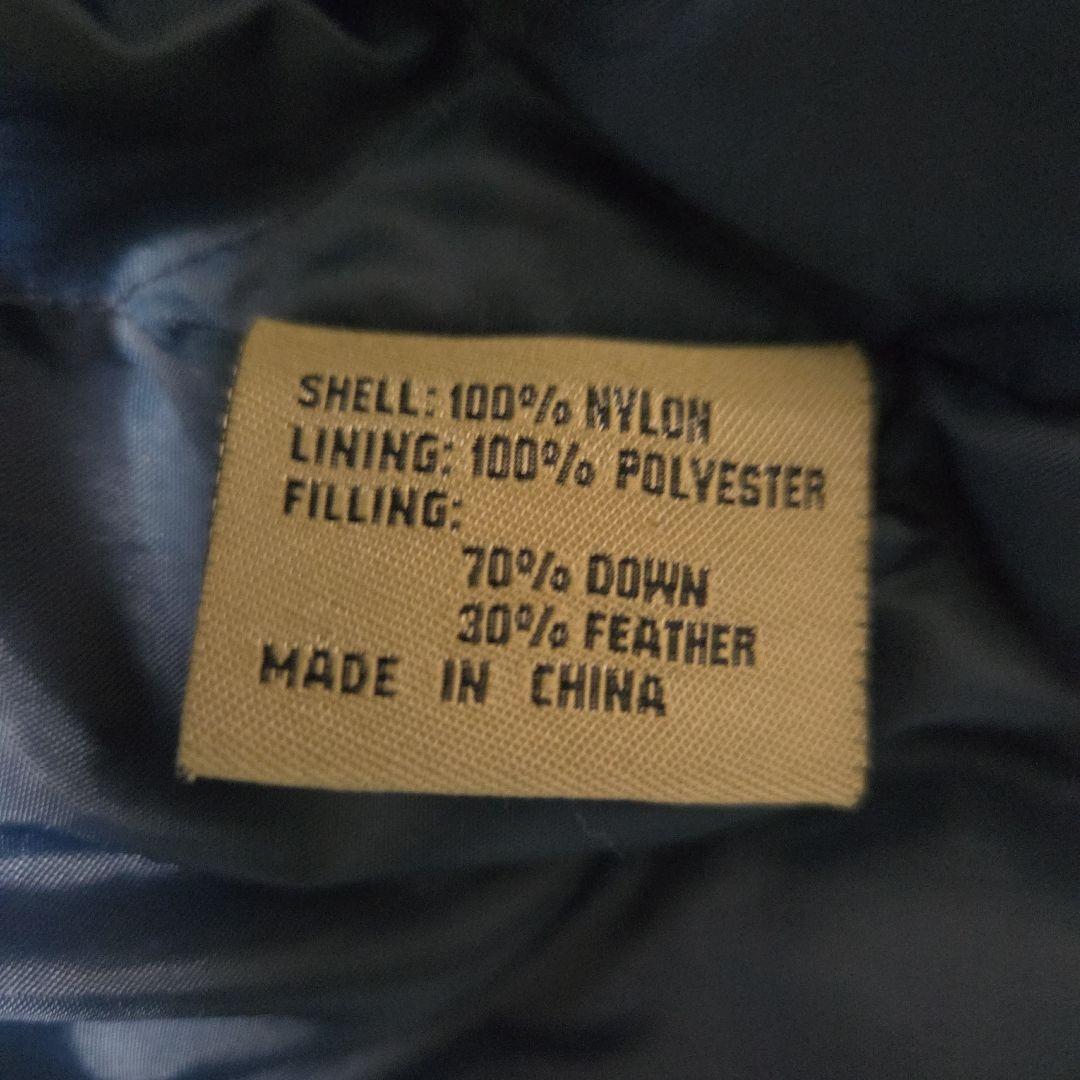 SHELL: 100% NYLON
LINING: 100% POLYESTER
FILLING:
70% DOWN
30% FEATHER
MADE IN CHINA